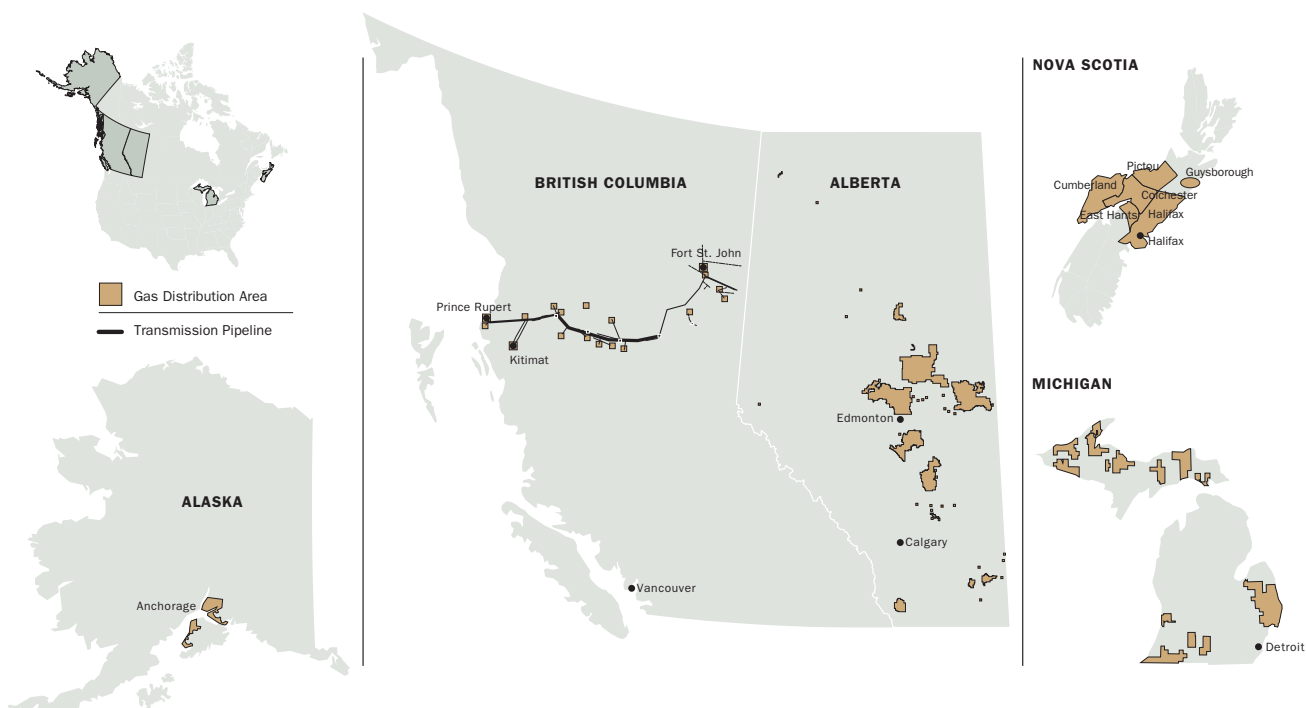 Gas Distribution Area
Transmission Pipeline
ALASKA
Anchorage
BRITISH COLUMBIA
ALBERTA
Fort St. John
Prince Rupert
Kitimat
Edmonton
Calgary
Vancouver
NOVA SCOTIA
Pictou
Guysborough
Cumberland
Colchester
East Hants
Halifax
Halifax
MICHIGAN
Detroit